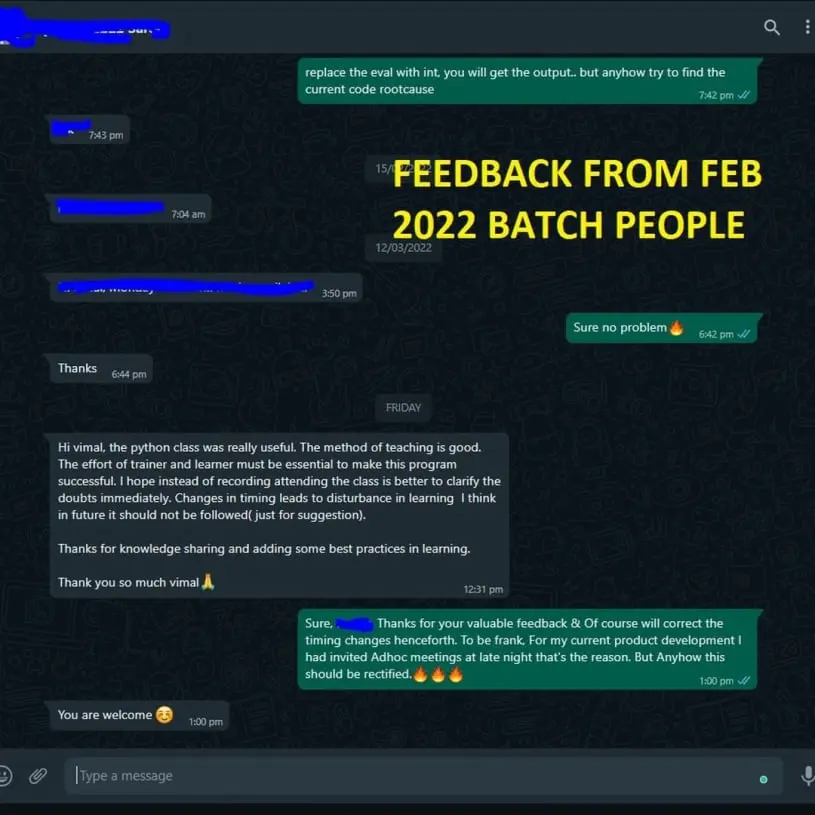 replace the eval with int, you will get the output.. but anyhow try to find the
current code rootcause
7:42 pm
7:43 pm
FEEDBACK FROM FEB
7:04 am
2022 BATCH PEOPLE
12/03/2022
3:50 pm
Sure no problem🔥
6:42 pm
Thanks
6:44 pm
FRIDAY
Hi vimal, the python class was really useful. The method of teaching is good.
The effort of trainer and learner must be essential to make this program
successful. I hope instead of recording attending the class is better to clarify the
doubts immediately. Changes in timing leads to disturbance in learning  I think
in future it should not be followed( just for suggestion).
Thanks for knowledge sharing and adding some best practices in learning.
Thank you so much vimal🙏
12:31 pm
Sure, Thanks for your valuable feedback & Of course will correct the
timing changes henceforth. To be frank, For my current product development I
had invited Adhoc meetings at late night that's the reason. But Anyhow this
should be rectified.🔥🔥🔥
1:00 pm
You are welcome ☺️
1:00 pm
Type a message